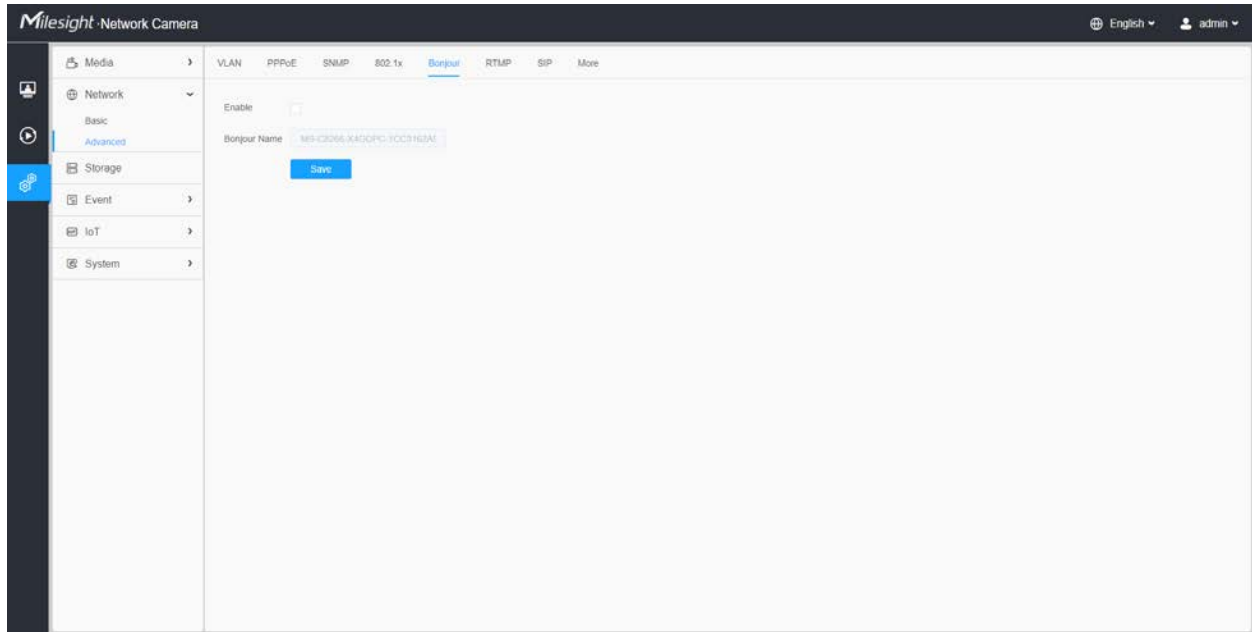 Milesight · Network Camera
English
admin
Media
VLAN PPPoE SNMP 802.1x Bonjour RTMP SIP More
Network
Enable
Basic
Bonjour Name
Advanced
Save
Storage
Event
IoT
System